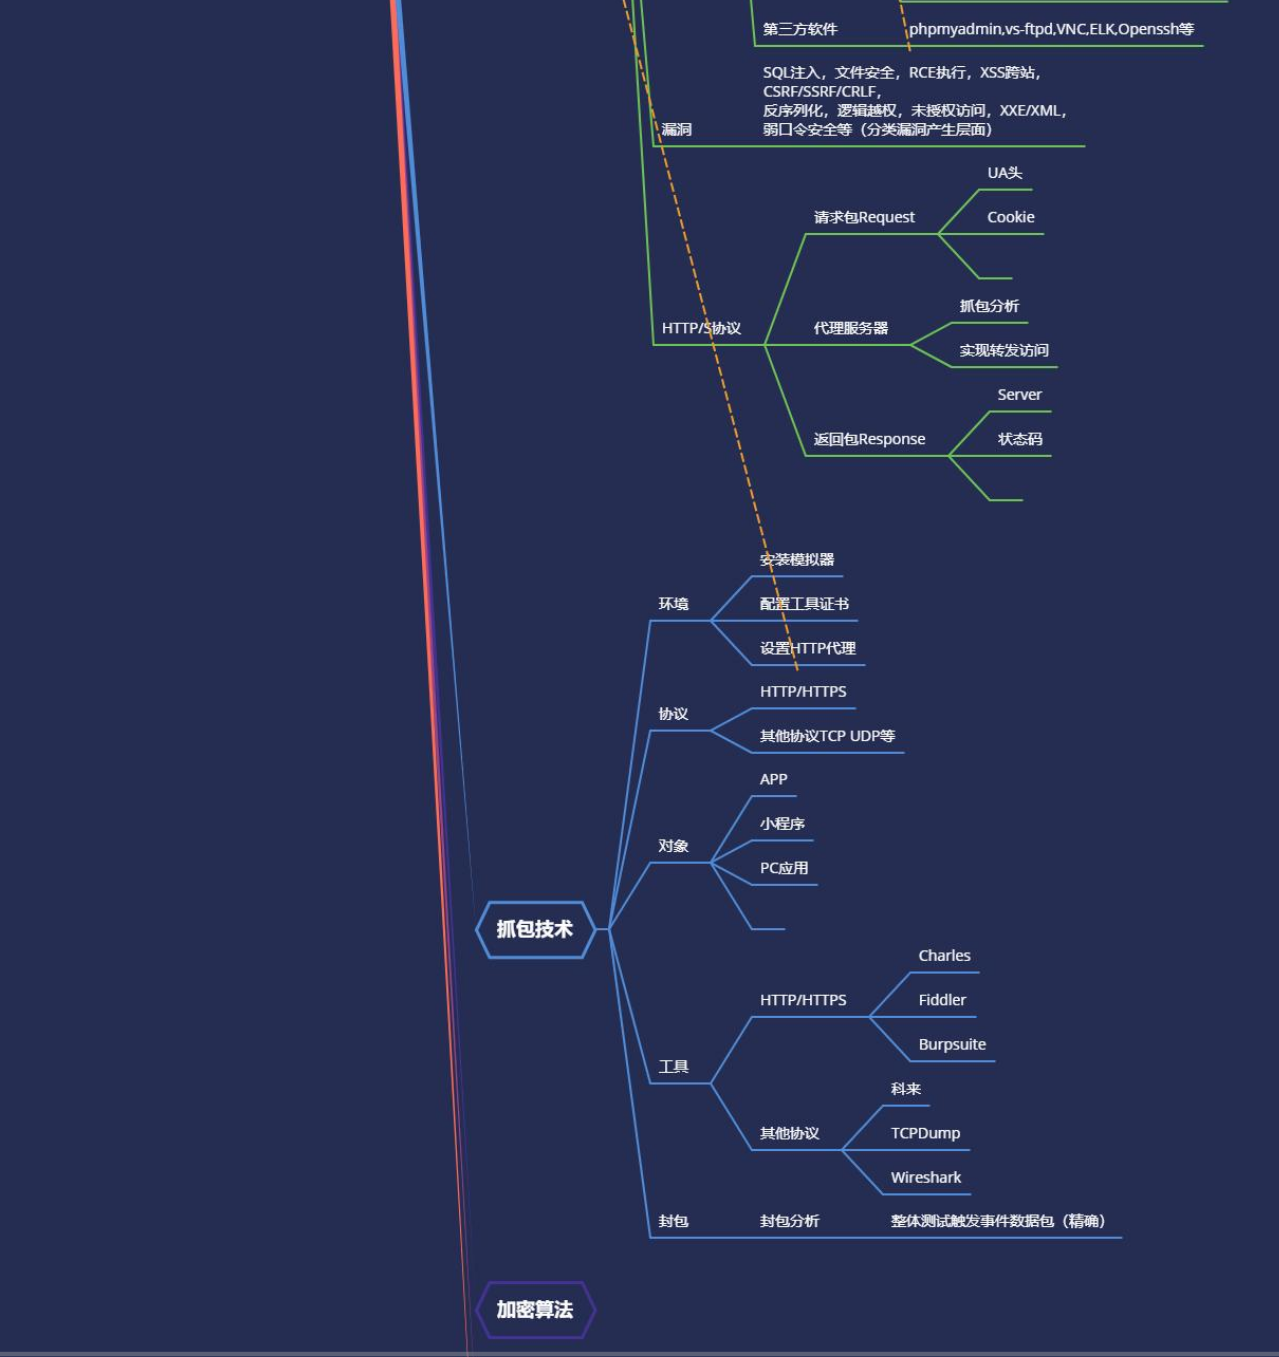 第三方软件
phpmyadmin,vs-ftpd,VNC,ELK,Openssh等
SQL注入，文件安全，RCE执行，XSS跨站，
CSRF/SSRF/CRLF，
反序列化，逻辑越权，未授权访问，XXE/XML，
弱口令安全等（分类漏洞产生层面）
漏洞
UA头
请求包Request
Cookie
抓包分析
HTTP/S协议
代理服务器
实现转发访问
Server
返回包Response
状态码
安装模拟器
环境
配置工具证书
设置HTTP代理
HTTP/HTTPS
协议
其他协议TCP UDP等
APP
小程序
对象
PC应用
抓包技术
Charles
HTTP/HTTPS
Fiddler
Burpsuite
工具
科来
其他协议
TCPDump
Wireshark
封包
封包分析
整体测试触发事件数据包（精确）
加密算法